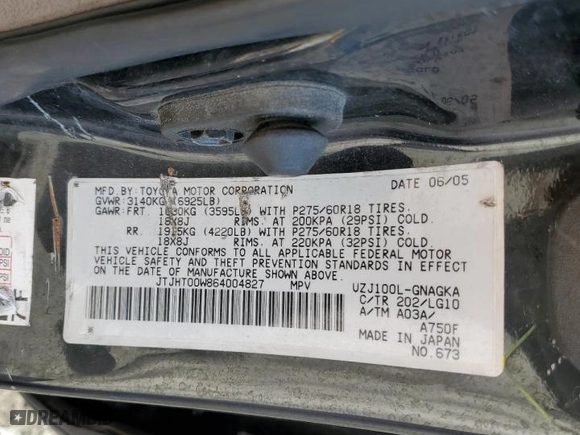 MFD.BY:TOYOTA MOTOR CORPORATION DATE 06/05
GVWR:3140KG( 6925LB)
GAWR:FRT. KG (3595LB) WITH P275/60R18 TIRES.
18X8J RIMS. AT 200KPA (29PSI) COLD.
RR. 1915KG (4220LB) WITH P275/60R18 TIRES.
18X8J RIMS. AT 220KPA (32PSI) COLD.
THIS VEHICLE CONFORMS TO ALL APPLICABLE FEDERAL MOTOR
VEHICLE SAFETY AND THEFT PREVENTION STANDARDS IN EFFECT
ON THE DATE OF MANUFACTURE SHOWN ABOVE.
JTJHT00W864004827 MPV UZJ100L-GNAGKA
C/TR 202/LG10
A/TM A03A/
A750F
MADE IN JAPAN
NO.673